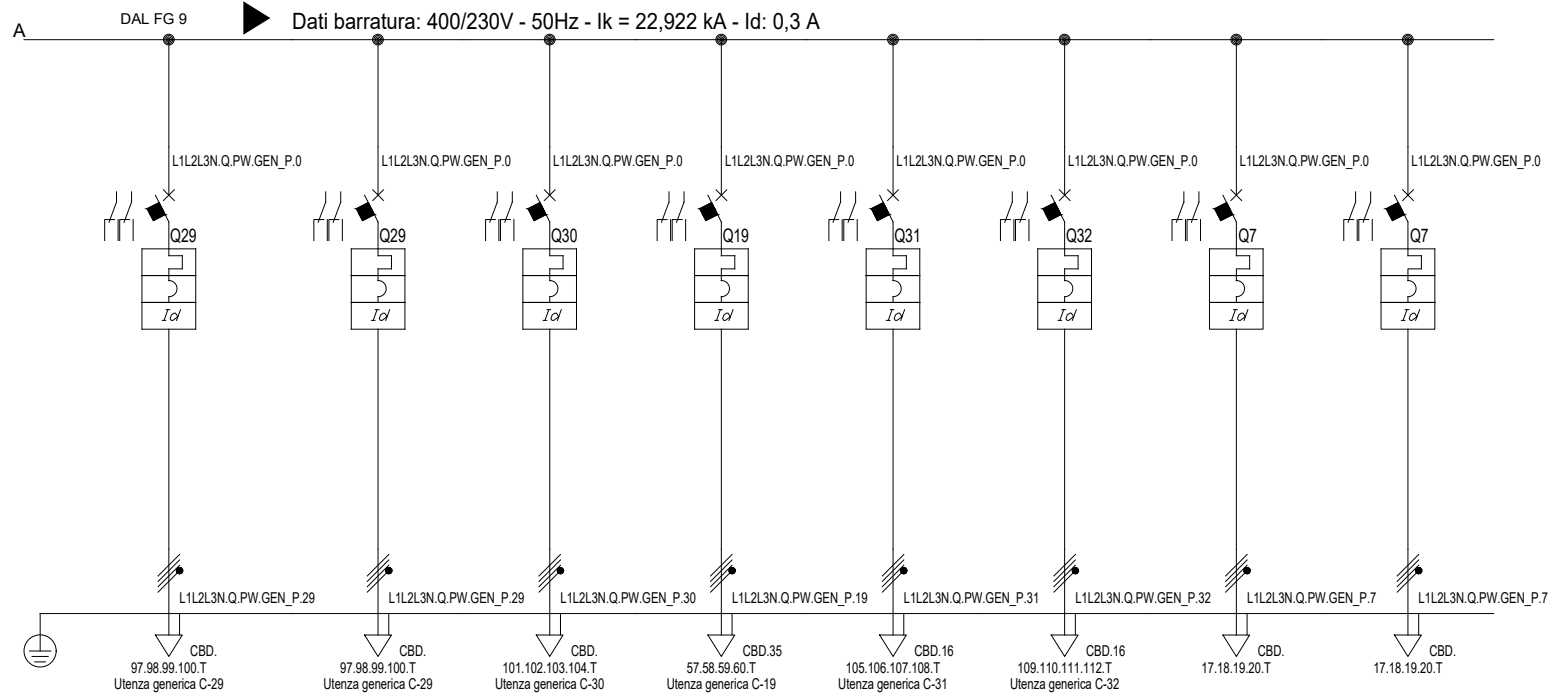 DAL FG 9
Dati barratura: 400/230V - 50Hz - Ik = 22,922 kA - Id: 0,3 A
A
L1L2L3N.Q.PW.GEN_P.0
L1L2L3N.Q.PW.GEN_P.0
L1L2L3N.Q.PW.GEN_P.0
L1L2L3N.Q.PW.GEN_P.0
L1L2L3N.Q.PW.GEN_P.0
L1L2L3N.Q.PW.GEN_P.0
L1L2L3N.Q.PW.GEN_P.0
L1L2L3N.Q.PW.GEN_P.0
Q29
Q29
Q30
Q19
Q31
Q32
Q7
Q7
Id
Id
Id
Id
Id
Id
Id
Id
L1L2L3N.Q.PW.GEN_P.29
L1L2L3N.Q.PW.GEN_P.29
L1L2L3N.Q.PW.GEN_P.30
L1L2L3N.Q.PW.GEN_P.19
L1L2L3N.Q.PW.GEN_P.31
L1L2L3N.Q.PW.GEN_P.32
L1L2L3N.Q.PW.GEN_P.7
L1L2L3N.Q.PW.GEN_P.7
CBD.
97.98.99.100.T
Utenza generica C-29
CBD.
97.98.99.100.T
Utenza generica C-29
CBD.
101.102.103.104.T
Utenza generica C-30
CBD.35
57.58.59.60.T
Utenza generica C-19
CBD.16
105.106.107.108.T
Utenza generica C-31
CBD.16
109.110.111.112.T
Utenza generica C-32
CBD.
17.18.19.20.T
CBD.
17.18.19.20.T